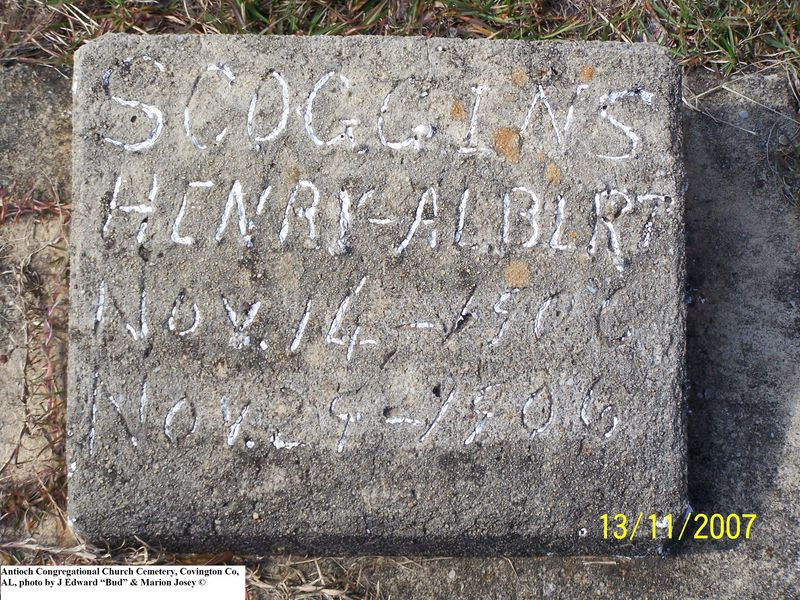 SCOGGINS
HENRY-ALBERT
NOV. 14-1906
NOV. 29-1906
13/11/2007
Antioch Congregational Church Cemetery, Covington Co,
AL, photo by J Edward “Bud” & Marion Josey ©